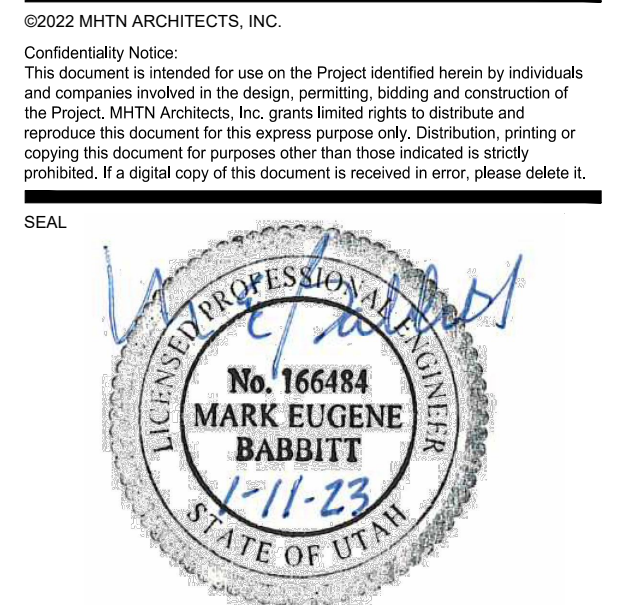 ©2022 MHTN ARCHITECTS, INC.
Confidentiality Notice:
This document is intended for use on the Project identified herein by individuals
and companies involved in the design, permitting, bidding and construction of
the Project. MHTN Architects, Inc. grants limited rights to distribute and
reproduce this document for this express purpose only. Distribution, printing or
copying this document for purposes other than those indicated is strictly
prohibited. If a digital copy of this document is received in error, please delete it.
SEAL
LICENSED PROFESSIONAL ENGINEER
No. 166484
MARK EUGENE
BABBITT
1-11-23
STATE OF UTAH